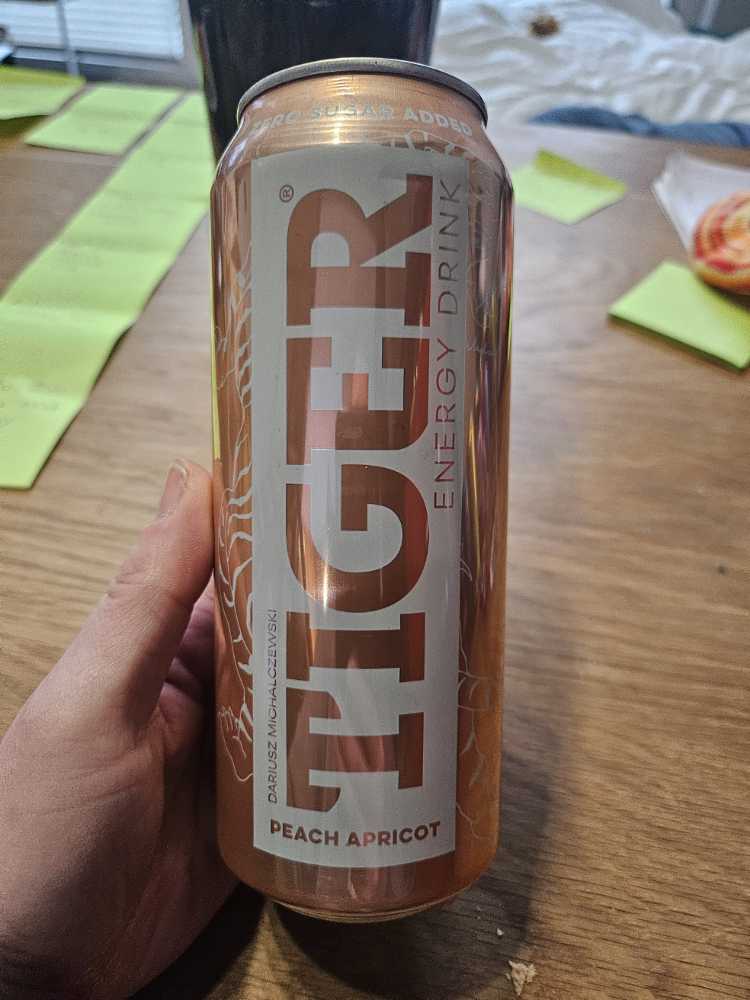 ZERO SUGAR ADDED
TIGER®
ENERGY DRINK
DARIUSZ MICHALCZEWSKI
PEACH APRICOT